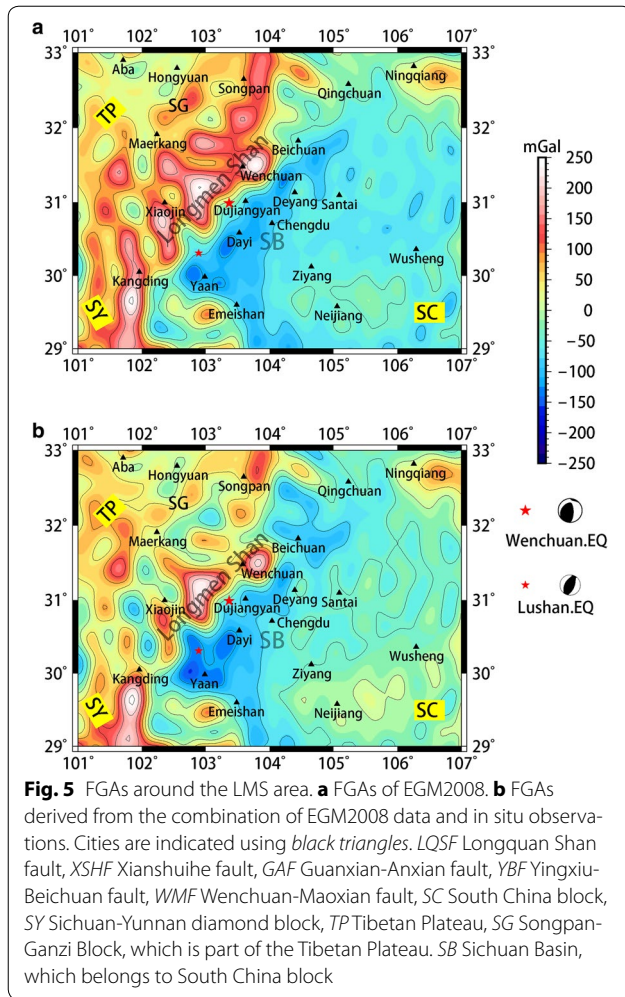 a
101° 102° 103° 104° 105° 106° 107°
33° 33°
Aba Hongyuan Songpan Qingchuan Ningqiang
TP SG
32° 32°
Maerkang Beichuan
Longmen Shan
Wenchuan
31° 31°
Xiaojin Dujiangyan Deyang Santai
Dayi Chengdu
SB
Wusheng
30° 30°
Kangding Yaan Ziyang
SY Emeishan Neijiang SC
29° 29°
101° 102° 103° 104° 105° 106° 107°
mGal
250
200
150
100
50
0
−50
−100
−150
−200
−250
b
101° 102° 103° 104° 105° 106° 107°
33° 33°
Aba Hongyuan Songpan Qingchuan Ningqiang
TP SG
32° 32°
Maerkang Beichuan
Longmen Shan
Wenchuan
31° 31°
Xiaojin Dujiangyan Deyang Santai
Dayi Chengdu
SB
Wusheng
30° 30°
Kangding Yaan Ziyang
SY Emeishan Neijiang SC
29° 29°
101° 102° 103° 104° 105° 106° 107°
Wenchuan.EQ
Lushan.EQ
Fig. 5 FGAs around the LMS area. a FGAs of EGM2008. b FGAs
derived from the combination of EGM2008 data and in situ observa-
tions. Cities are indicated using black triangles. LQSF Longquan Shan
fault, XSHF Xianshuihe fault, GAF Guanxian-Anxian fault, YBF Yingxiu-
Beichuan fault, WMF Wenchuan-Maoxian fault, SC South China block,
SY Sichuan-Yunnan diamond block, TP Tibetan Plateau, SG Songpan-
Ganzi Block, which is part of the Tibetan Plateau. SB Sichuan Basin,
which belongs to South China block